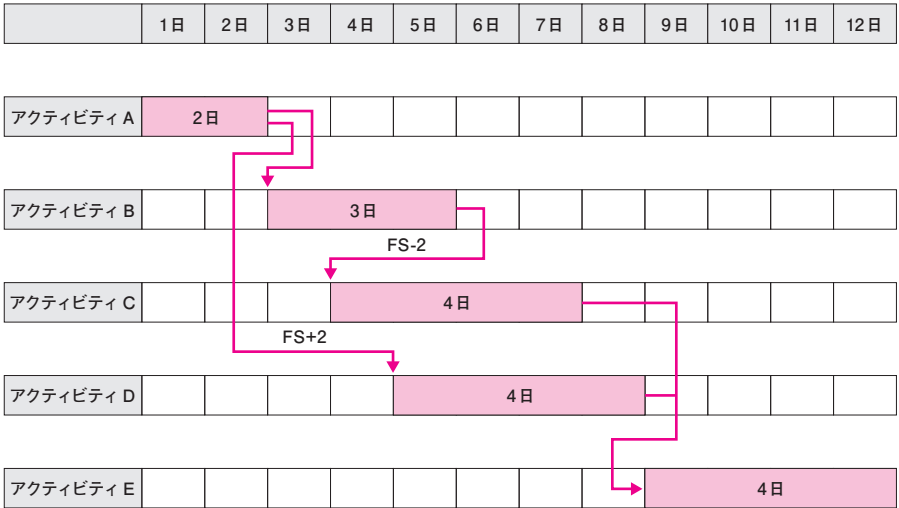 1日 2日 3日 4日 5日 6日 7日 8日 9日 10日 11日 12日
アクティビティ A 2日
アクティビティ B 3日
FS-2
アクティビティ C 4日
FS+2
アクティビティ D 4日
アクティビティ E 4日